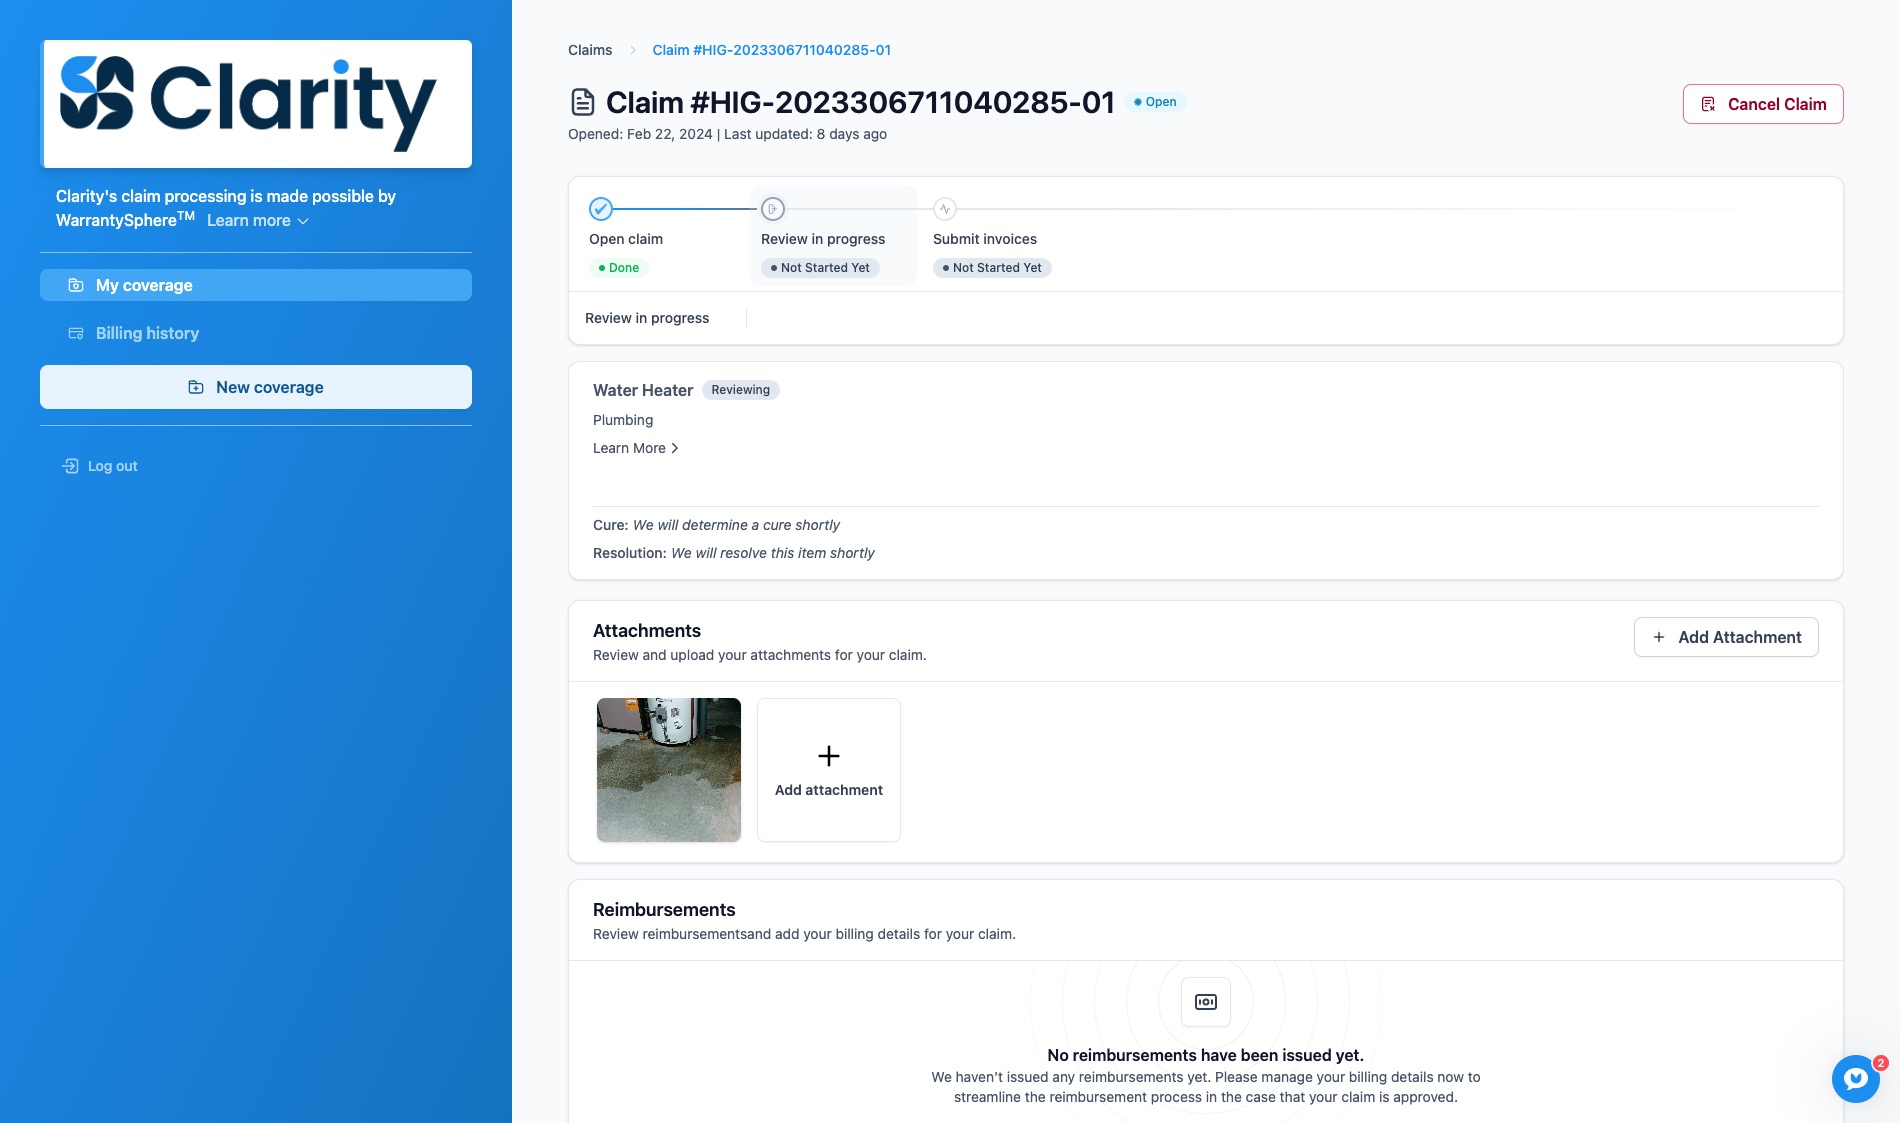 Clarity
Clarity's claim processing is made possible by
WarrantySphere™ Learn more
My coverage
Billing history
New coverage
Log out
Claims
Claim #HIG-2023306711040285-01
Claim #HIG-2023306711040285-01
Open
Opened: Feb 22, 2024 | Last updated: 8 days ago
Cancel Claim
Open claim
Done
Review in progress
Not Started Yet
Submit invoices
Not Started Yet
Review in progress
Water Heater
Reviewing
Plumbing
Learn More
Cure: We will determine a cure shortly
Resolution: We will resolve this item shortly
Attachments
Review and upload your attachments for your claim.
Add Attachment
Add attachment
Reimbursements
Review reimbursementsand add your billing details for your claim.
No reimbursements have been issued yet.
We haven't issued any reimbursements yet. Please manage your billing details now to
streamline the reimbursement process in the case that your claim is approved.
2